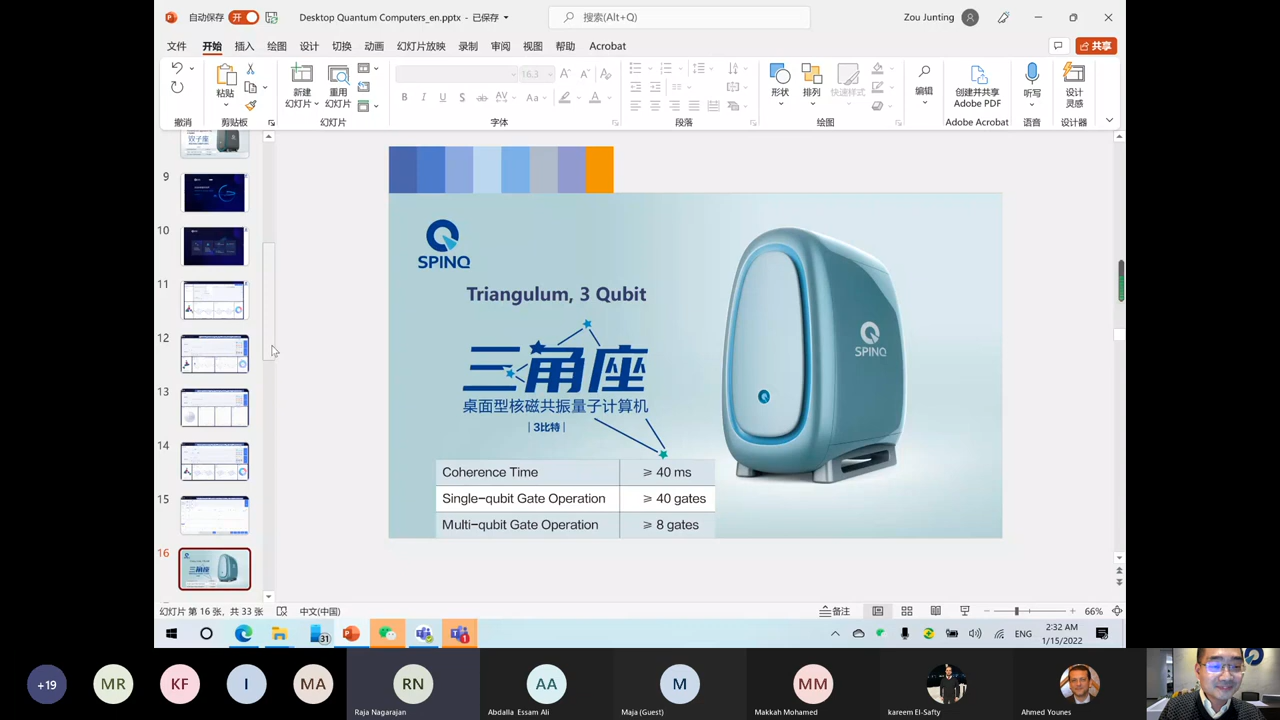 自动保存
开
Desktop Quantum Computers_en.pptx • 已保存
搜索(Alt+Q)
Zou Junting
文件
开始
插入
绘图
设计
切换
动画
幻灯片放映
录制
审阅
视图
帮助
Acrobat
共享
粘贴
新建
幻灯片
重用
幻灯片
16.3
形状
排列
快速样式
编辑
创建并共享
Adobe PDF
听写
设计
灵感
撤消
剪贴板
幻灯片
字体
段落
绘图
Adobe Acrobat
语音
设计器
9
10
11
12
13
14
15
16
SPINQ
Triangulum, 3 Qubit
三角座
桌面型核磁共振量子计算机
| 3比特 |
Coherence Time ≥ 40 ms
Single-qubit Gate Operation ≥ 40 gates
Multi-qubit Gate Operation ≥ 8 gates
SPINQ
幻灯片 第 16 张，共 33 张
中文(中国)
备注
66%
31
1
ENG
2:32 AM
1/15/2022
+19
MR
KF
I
MA
RN
Raja Nagarajan
AA
Abdalla Essam Ali
M
Maja (Guest)
MM
Makkah Mohamed
kareem El-Safty
Ahmed Younes